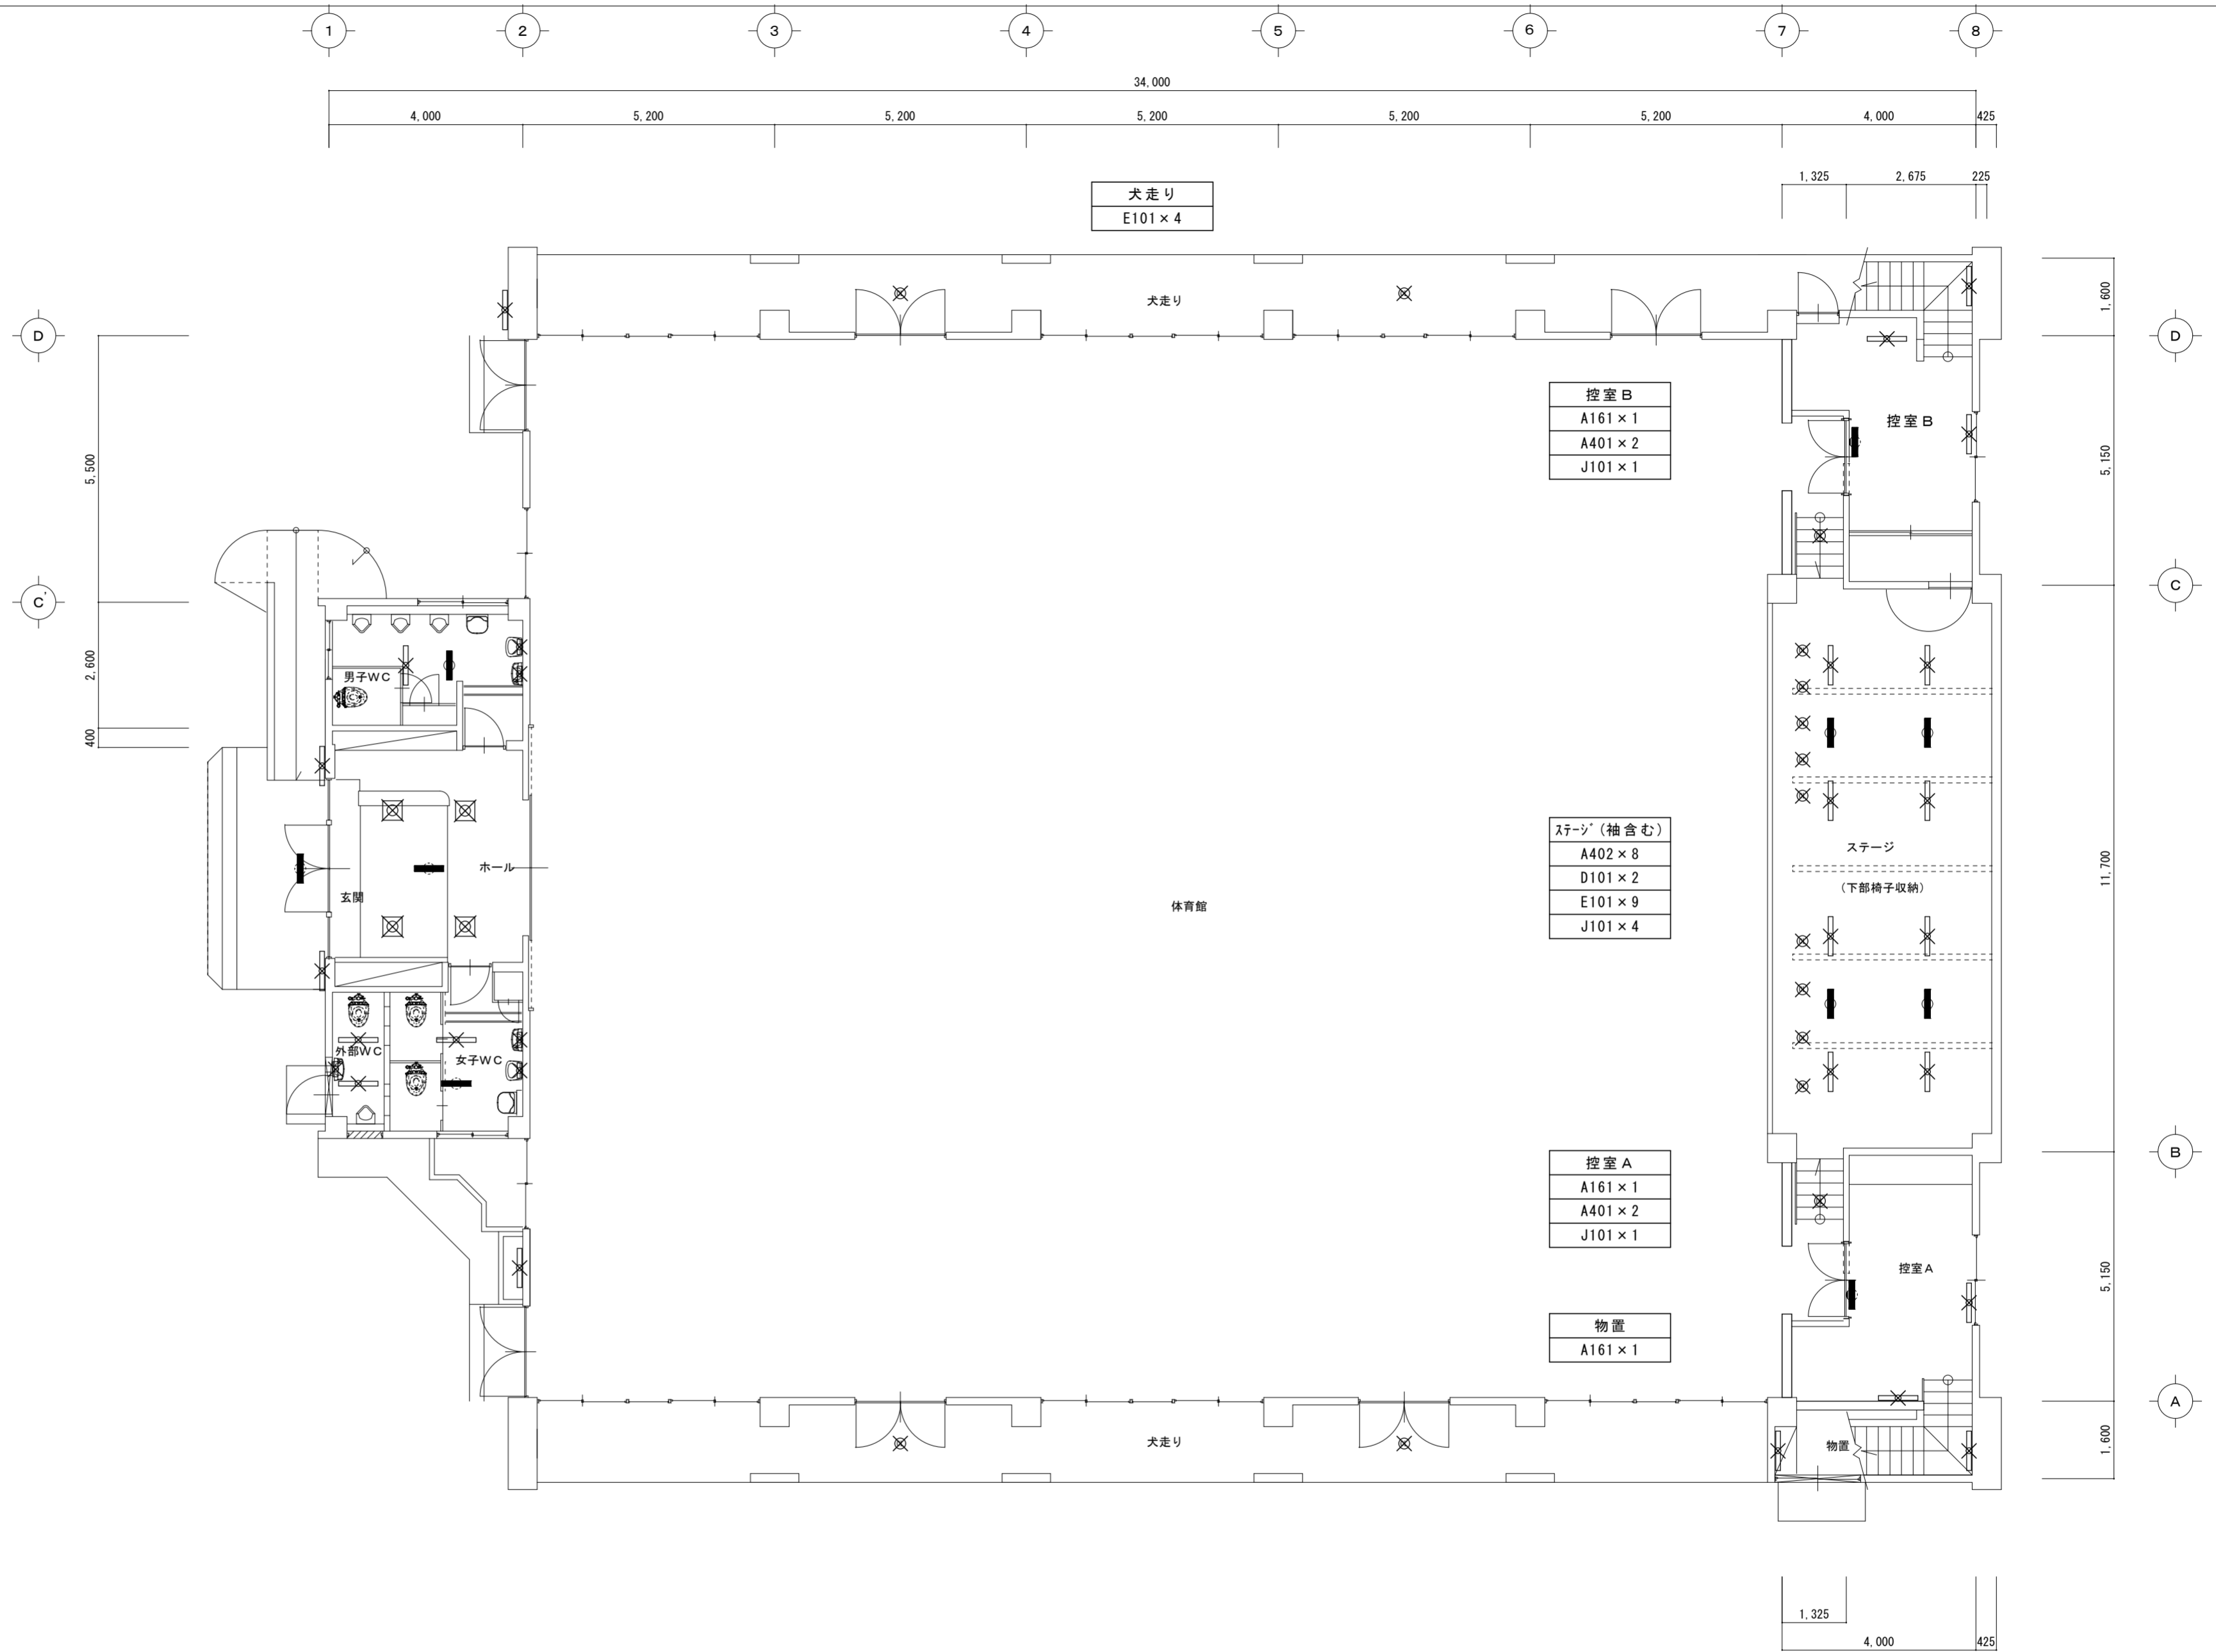 1 2 3 4 5 6 7 8
34,000
4,000 5,200 5,200 5,200 5,200 5,200 4,000 425
1,325 2,675 225
犬走り
E101×4
犬走り
1,600
D
D
控室B
A161×1
A401×2
J101×1
控室B
5,500
5,150
C'
C
2,600
400
男子WC
ホール
玄関
体育館
ステージ(袖含む)
A402×8
D101×2
E101×9
J101×4
ステージ
(下部椅子収納)
11,700
外部WC
女子WC
B
控室A
A161×1
A401×2
J101×1
控室A
5,150
物置
A161×1
A
犬走り
物置
1,600
1,325
4,000 425